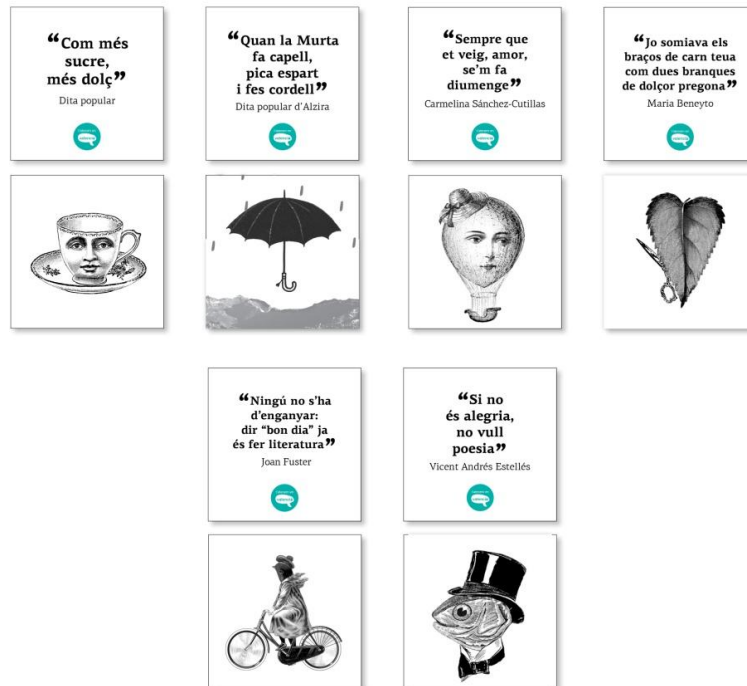 “Com més
sucre,
més dolç”
Dita popular
“Quan la Murta
fa capell,
pica espart
i fes cordell”
Dita popular d’Alzira
“Sempre que
et veig, amor,
se’m fa
diumenge”
Carmelina Sánchez-Cutillas
“Jo somiava els
braços de carn teua
com dues branques
de dolçor pregona”
Maria Beneyto
“Ningú no s’ha
d’enganyar:
dir “bon dia” ja
és fer literatura”
Joan Fuster
“Si no
és alegria,
no vull
poesia”
Vicent Andrés Estellés